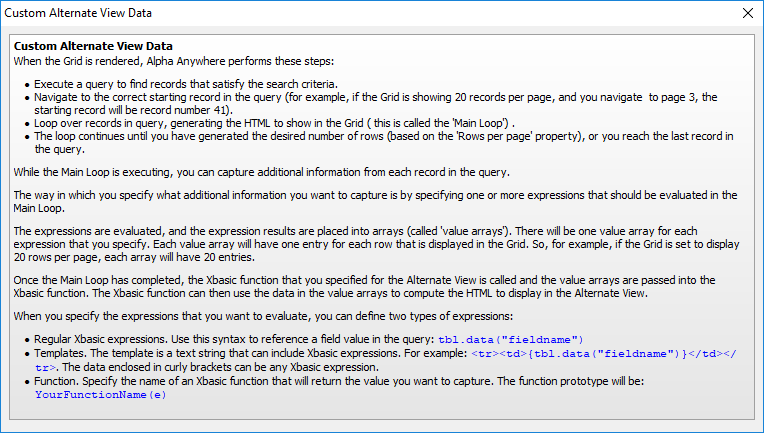 Custom Alternate View Data
Custom Alternate View Data
When the Grid is rendered, Alpha Anywhere performs these steps:
• Execute a query to find records that satisfy the search criteria.
• Navigate to the correct starting record in the query (for example, if the Grid is showing 20 records per page, and you navigate  to page 3, the
starting record will be record number 41).
• Loop over records in query, generating the HTML to show in the Grid ( this is called the 'Main Loop') .
• The loop continues until you have generated the desired number of rows (based on the 'Rows per page' property), or you reach the last record in
the query.
While the Main Loop is executing, you can capture additional information from each record in the query.
The way in which you specify what additional information you want to capture is by specifying one or more expressions that should be evaluated in the
Main Loop.
The expressions are evaluated, and the expression results are placed into arrays (called 'value arrays'). There will be one value array for each
expression that you specify. Each value array will have one entry for each row that is displayed in the Grid. So, for example, if the Grid is set to display
20 rows per page, each array will have 20 entries.
Once the Main Loop has completed, the Xbasic function that you specified for the Alternate View is called and the value arrays are passed into the
Xbasic function. The Xbasic function can then use the data in the value arrays to compute the HTML to display in the Alternate View.
When you specify the expressions that you want to evaluate, you can define two types of expressions:
• Regular Xbasic expressions. Use this syntax to reference a field value in the query: tbl.data("fieldname")
• Templates. The template is a text string that can include Xbasic expressions. For example: <tr><td>{tbl.data("fieldname")}</td></
tr>. The data enclosed in curly brackets can be any Xbasic expression.
• Function. Specify the name of an Xbasic function that will return the value you want to capture. The function prototype will be:
YourFunctionName(e)